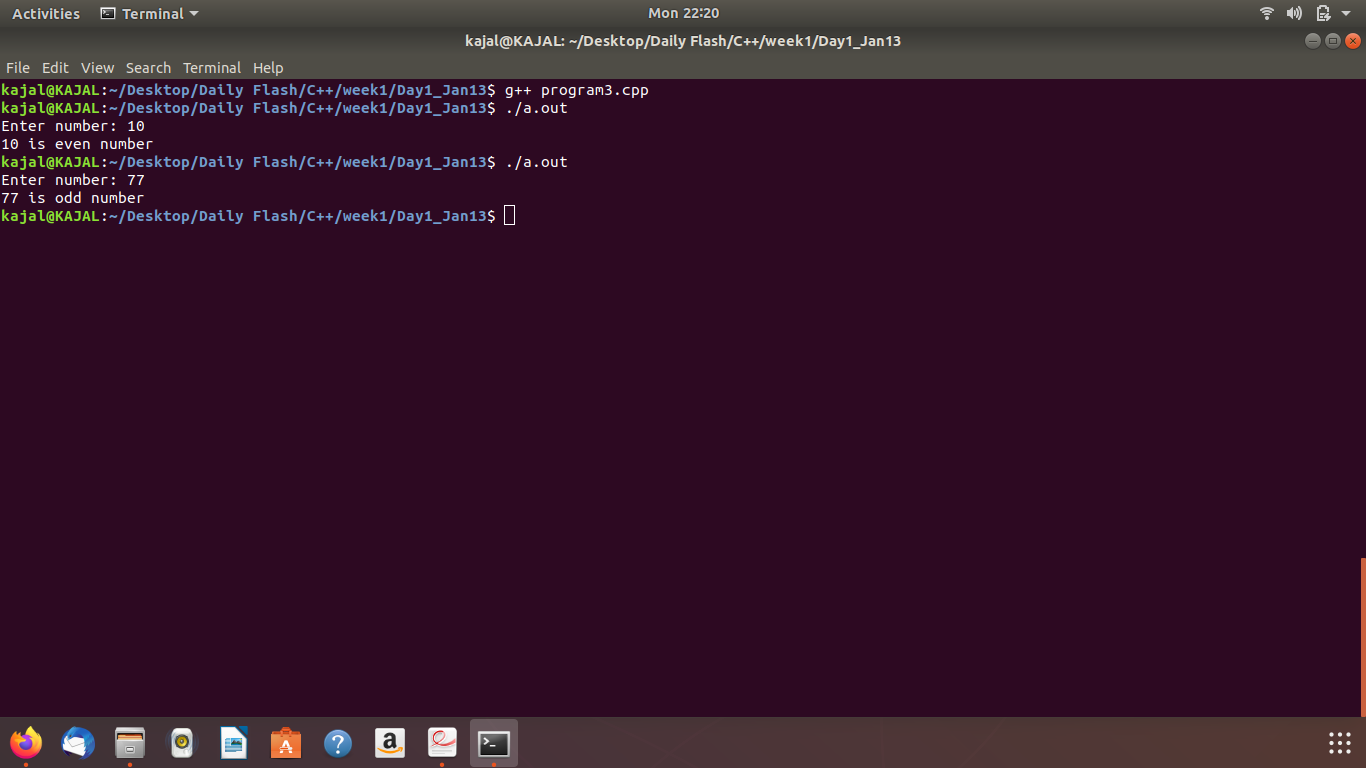 Activities Terminal Mon 22:20
kajal@KAJAL: ~/Desktop/Daily Flash/C++/week1/Day1_Jan13
File Edit View Search Terminal Help
kajal@KAJAL:~/Desktop/Daily Flash/C++/week1/Day1_Jan13$ g++ program3.cpp
kajal@KAJAL:~/Desktop/Daily Flash/C++/week1/Day1_Jan13$ ./a.out
Enter number: 10
10 is even number
kajal@KAJAL:~/Desktop/Daily Flash/C++/week1/Day1_Jan13$ ./a.out
Enter number: 77
77 is odd number
kajal@KAJAL:~/Desktop/Daily Flash/C++/week1/Day1_Jan13$